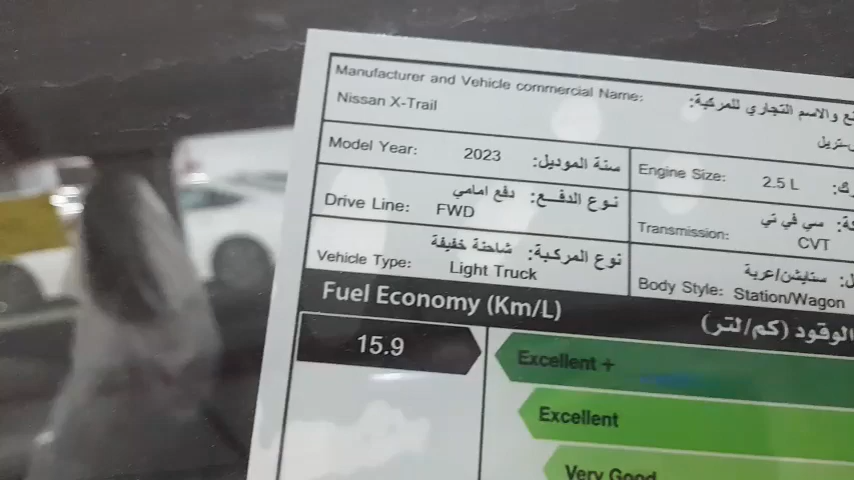 Manufacturer and Vehicle commercial Name: والاسم التجاري للمركبة:
Nissan X-Trail
Model Year: 2023 سنة الموديل:
Engine Size: 2.5 L
Drive Line: FWD نوع الدفـــع: دفع امامي
Transmission: CVT سي في تي
Vehicle Type: Light Truck نوع المركبة: شاحنة خفيفة
Body Style: Station/Wagon ستايشن/عربة
Fuel Economy (Km/L) الوقود (كم/لتر)
15.9
Excellent +
Excellent
Very Good